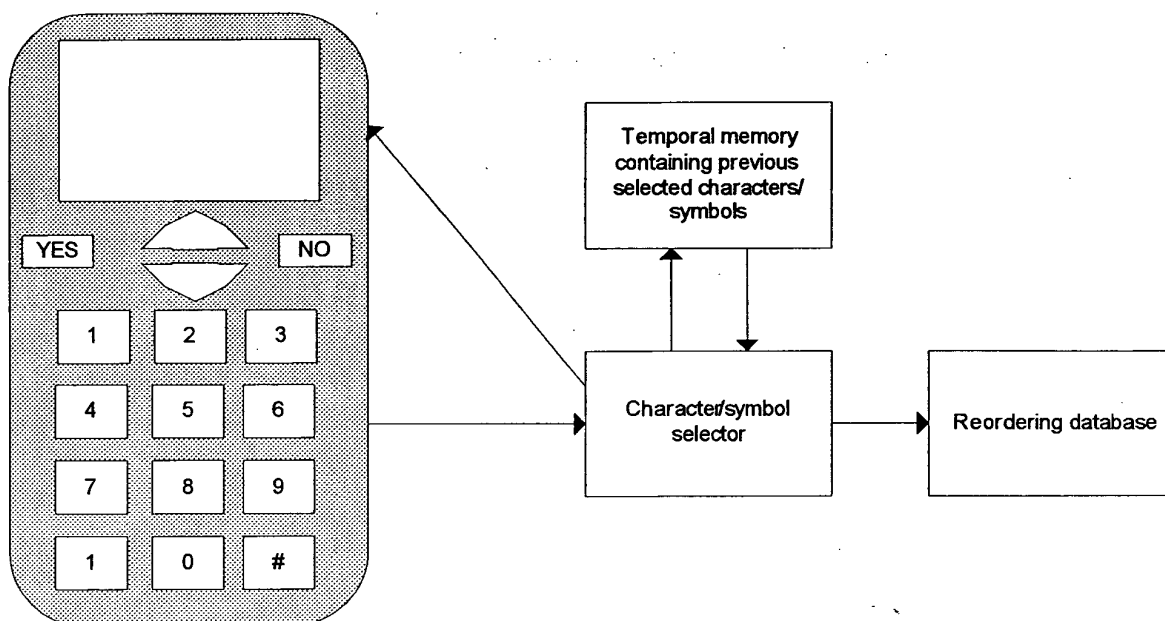 YES
NO
1 2 3
4 5 6
7 8 9
1 0 #
Temporal memory
containing previous
selected characters/
symbols
Character/symbol
selector
Reordering database